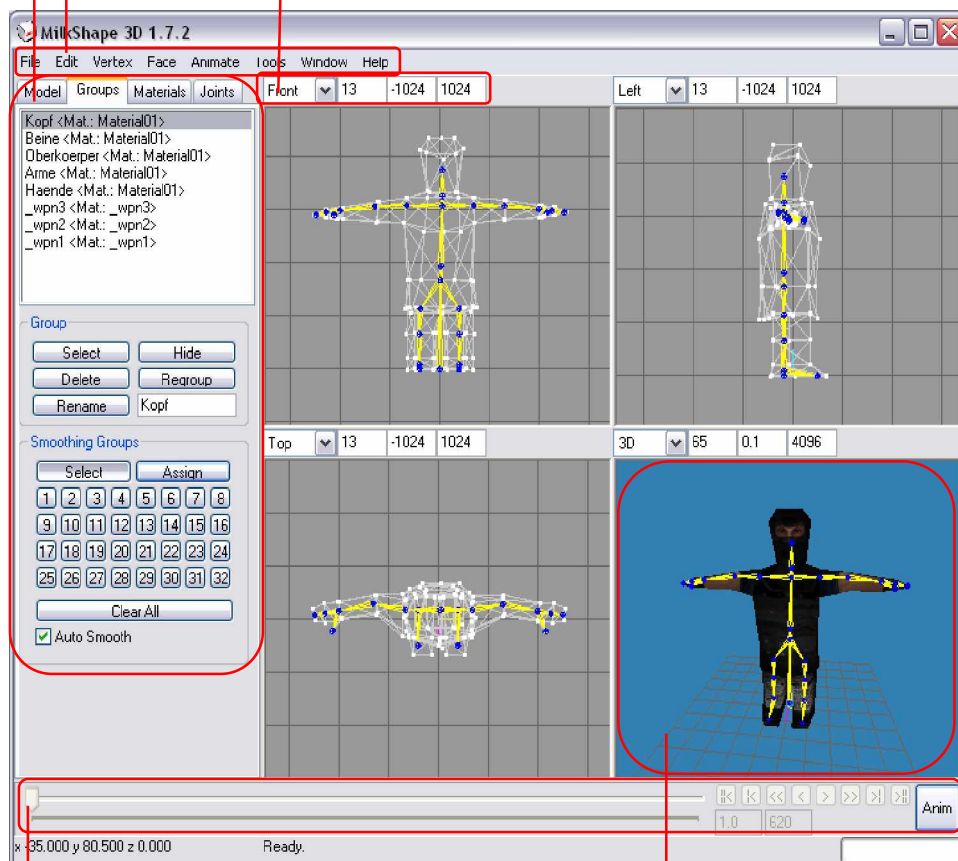 MilkShape 3D 1.7.2
File Edit Vertex Face Animate Tools Window Help
Model Groups Materials Joints
Front 13 -1024 1024
Left 13 -1024 1024
Kopf <Mat.: Material01>
Beine <Mat.: Material01>
Oberkoerper <Mat.: Material01>
Arme <Mat.: Material01>
Haende <Mat.: Material01>
_wpn3 <Mat.: _wpn3>
_wpn2 <Mat.: _wpn2>
_wpn1 <Mat.: _wpn1>
Group
Select Hide
Delete Regroup
Rename Kopf
Smoothing Groups
Select Assign
1 2 3 4 5 6 7 8
9 10 11 12 13 14 15 16
17 18 19 20 21 22 23 24
25 26 27 28 29 30 31 32
Clear All
Auto Smooth
Top 13 -1024 1024
3D 65 0.1 4096
1.0 620
Anim
x -35.000 y 80.500 z 0.000 Ready.